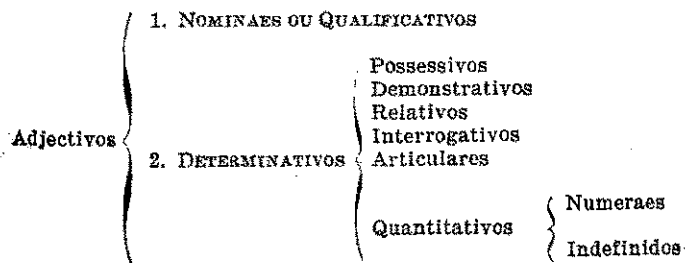 1. NOMINAES OU QUALIFICATIVOS
Possessivos
Demonstrativos
Relativos
Interrogativos
Adjectivos
2. DETERMINATIVOS
Articulares
Quantitativos
Numeraes
Indefinidos